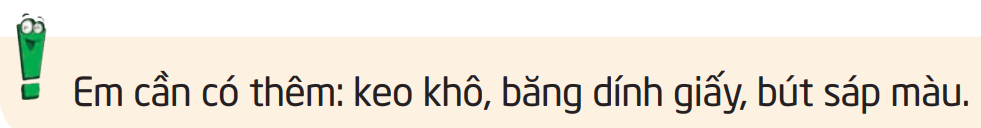 Em cần có thêm: keo khô, băng dính giấy, bút sáp màu.